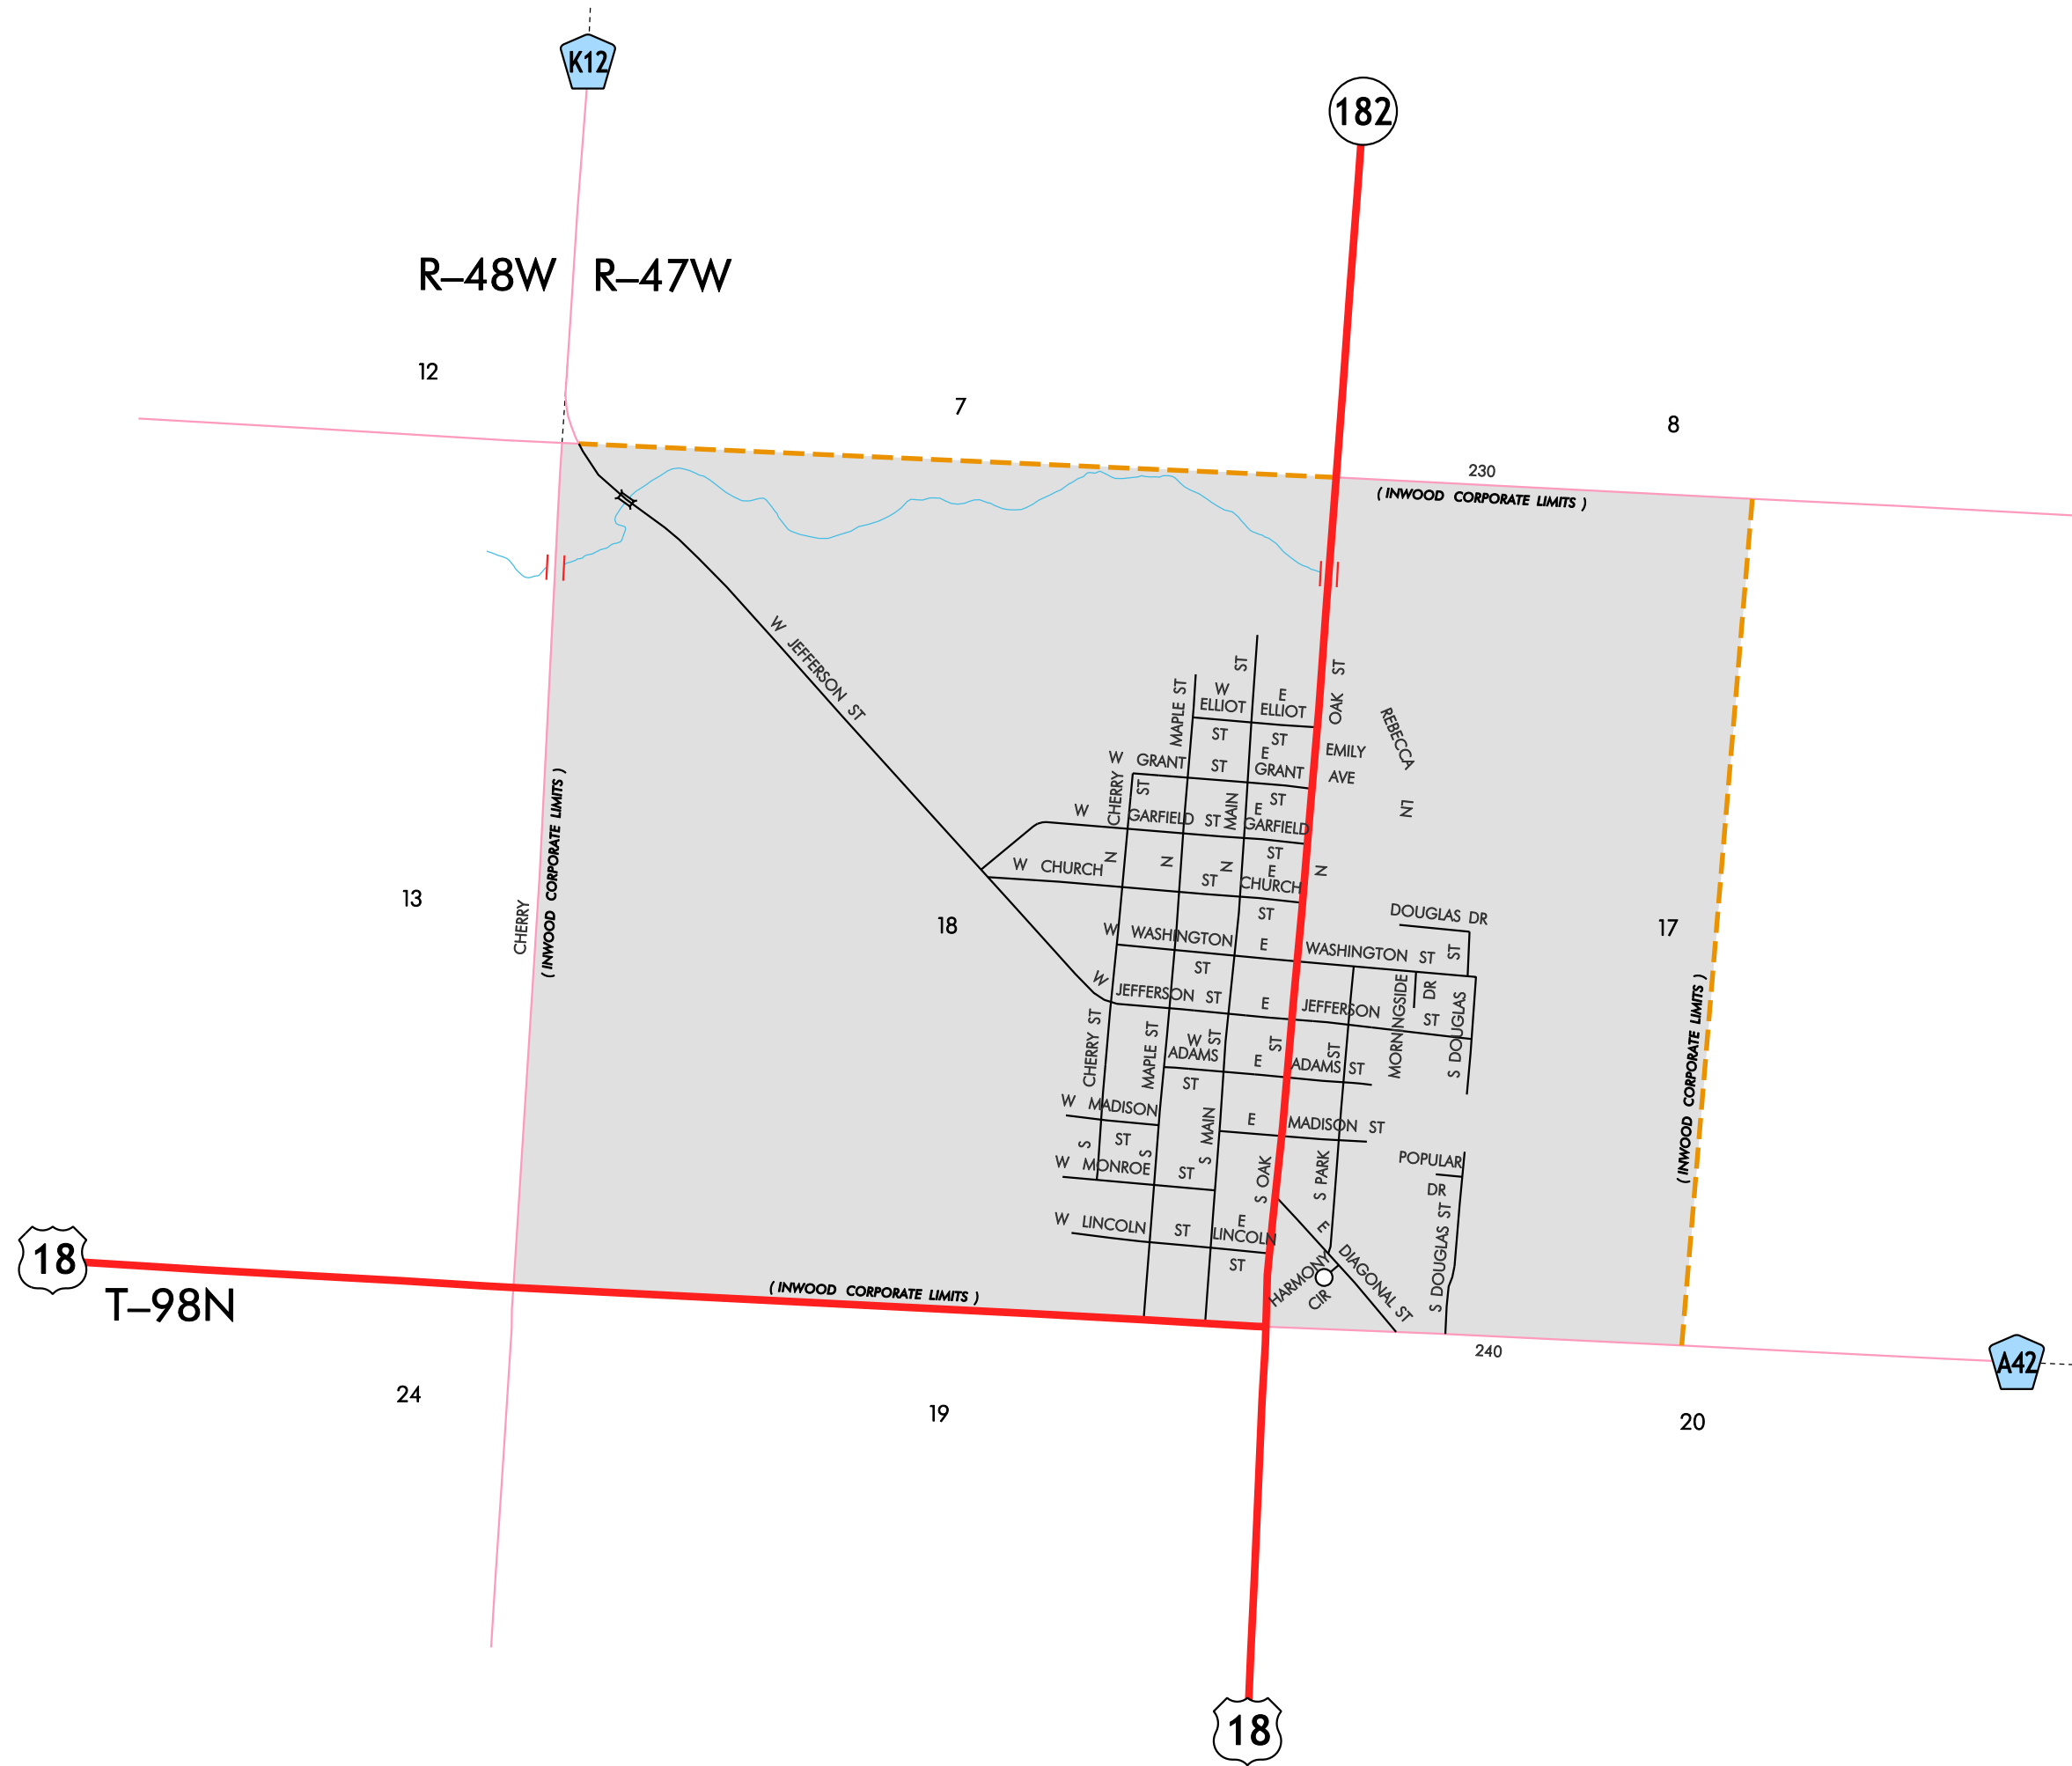 K12
182
R–48W R–47W
12
7
8
230
( INWOOD CORPORATE LIMITS )
W JEFFERSON ST
MAPLE ST
ST
W
ELLIOT
ST
E
ELLIOT
ST
OAK ST
REBECCA LN
EMILY
AVE
W GRANT ST
E
GRANT
ST
CHERRY ST
MAIN
W GARFIELD ST
E
GARFIELD
ST
N
N
N
N
W CHURCH ST
E
CHURCH
ST
CHERRY
( INWOOD CORPORATE LIMITS )
13
18
17
DOUGLAS DR
ST
W WASHINGTON ST
E WASHINGTON ST
MORNINGSIDE DR
S DOUGLAS
W JEFFERSON ST
E JEFFERSON ST
S CHERRY ST
S MAPLE ST
S MAIN ST
S OAK ST
S PARK ST
W
ADAMS
ST
E ADAMS ST
W MADISON ST
E MADISON ST
W MONROE ST
POPULAR
DR
S DOUGLAS ST
W LINCOLN ST
E
LINCOLN
ST
E DIAGONAL ST
HARMONY
CIR
( INWOOD CORPORATE LIMITS )
( INWOOD CORPORATE LIMITS )
18
T–98N
240
A42
24
19
20
18